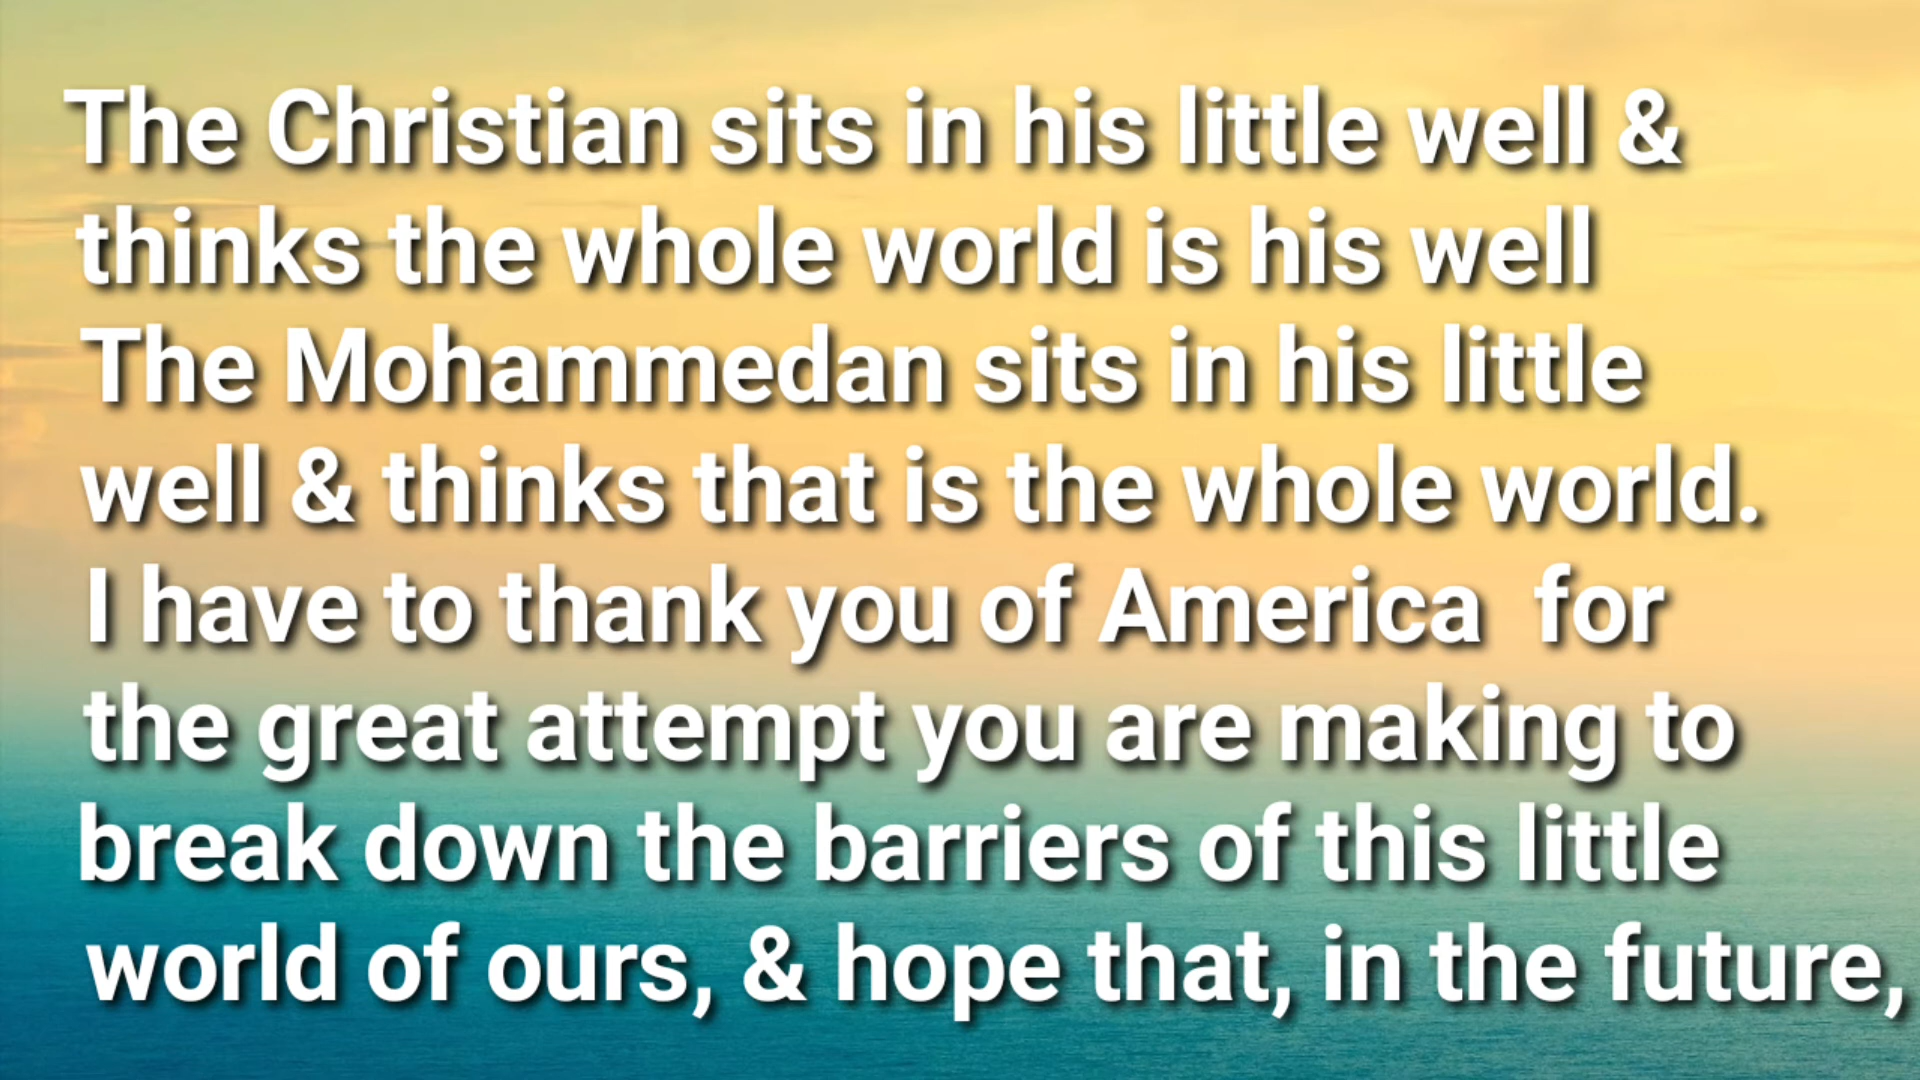 The Christian sits in his little well &
thinks the whole world is his well
The Mohammedan sits in his little
well & thinks that is the whole world.
I have to thank you of America  for
the great attempt you are making to
break down the barriers of this little
world of ours, & hope that, in the future,